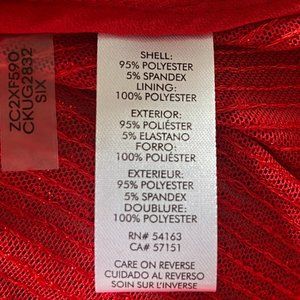 ZC2XF590
CKUG2832
SIX
SHELL:
95% POLYESTER
5% SPANDEX
LINING:
100% POLYESTER
EXTERIOR:
95% POLIÉSTER
5% ELASTANO
FORRO:
100% POLIÉSTER
EXTERIEUR:
95% POLYESTER
5% SPANDEX
DOUBLURE:
100% POLYESTER
RN# 54163
CA# 57151
CARE ON REVERSE
CUIDADO AL REVERSO
SOIN SUR L'INVERSE